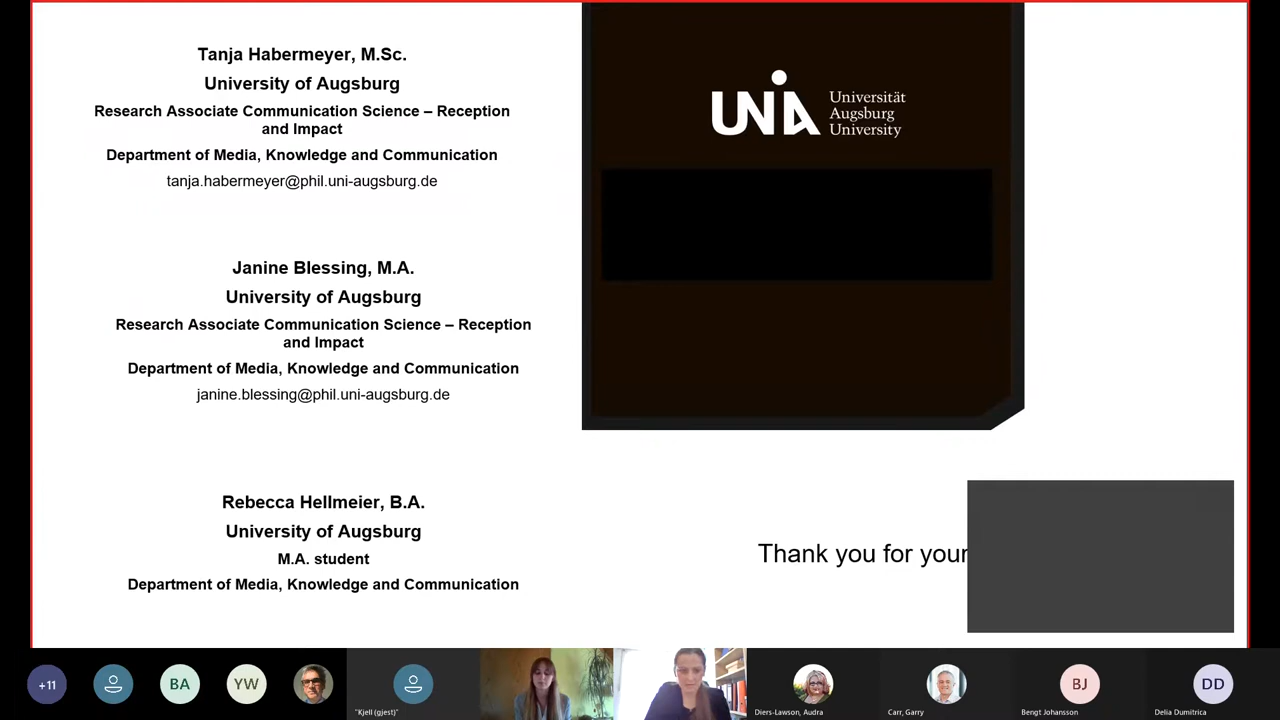 Tanja Habermeyer, M.Sc.
University of Augsburg
Research Associate Communication Science – Reception
and Impact
Department of Media, Knowledge and Communication
tanja.habermeyer@phil.uni-augsburg.de
Janine Blessing, M.A.
University of Augsburg
Research Associate Communication Science – Reception
and Impact
Department of Media, Knowledge and Communication
janine.blessing@phil.uni-augsburg.de
Rebecca Hellmeier, B.A.
University of Augsburg
M.A. student
Department of Media, Knowledge and Communication
UNIA
Universität
Augsburg
University
Thank you for your
+11
BA
YW
"Kjell (gjest)"
Diers-Lawson, Audra
Carr, Garry
BJ
Bengt Johansson
DD
Delia Dumitrica